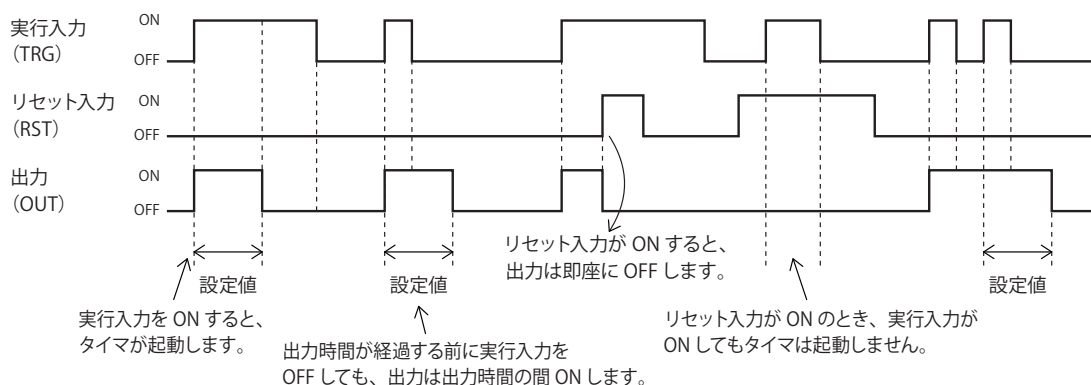 実行入力
(TRG)
ON
OFF
リセット入力
(RST)
ON
OFF
出力
(OUT)
ON
OFF
設定値
実行入力を ON すると、
タイマが起動します。
設定値
出力時間が経過する前に実行入力を
OFF しても、出力は出力時間の間 ON します。
リセット入力が ON すると、
出力は即座に OFF します。
リセット入力が ON のとき、実行入力が
ON してもタイマは起動しません。
設定値